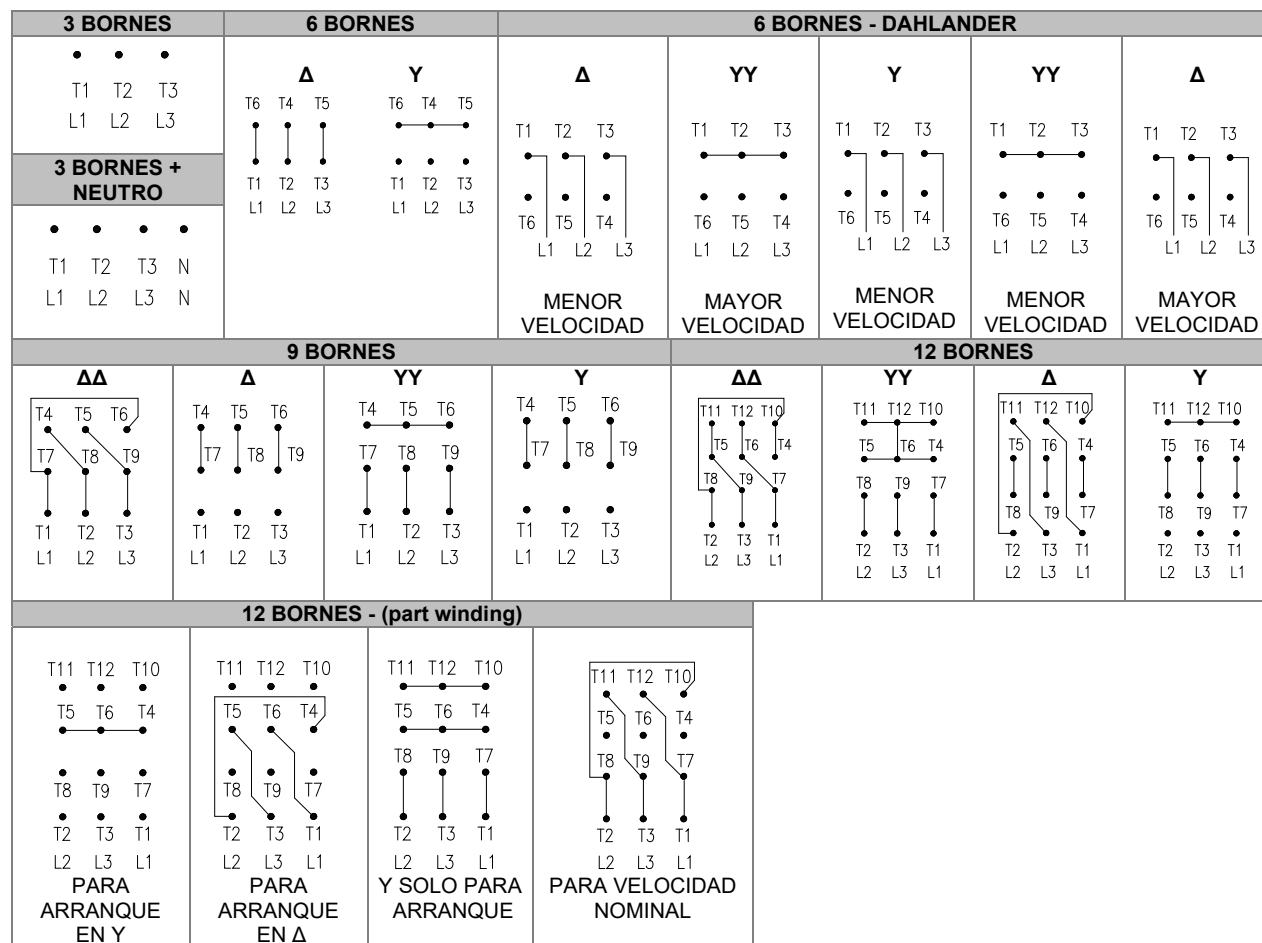 3 BORNES
T1 T2 T3
L1 L2 L3
3 BORNES +
NEUTRO
T1 T2 T3 N
L1 L2 L3 N
6 BORNES
Δ Y
T6 T4 T5 T6 T4 T5
T1 T2 T3 T1 T2 T3
L1 L2 L3 L1 L2 L3
6 BORNES - DAHLANDER
Δ
T1 T2 T3
T6 T5 T4
L1 L2 L3
MENOR
VELOCIDAD
YY
T1 T2 T3
T6 T5 T4
L1 L2 L3
MAYOR
VELOCIDAD
Y
T1 T2 T3
T6 T5 T4
L1 L2 L3
MENOR
VELOCIDAD
YY
T1 T2 T3
T6 T5 T4
L1 L2 L3
MENOR
VELOCIDAD
Δ
T1 T2 T3
T6 T5 T4
L1 L2 L3
MAYOR
VELOCIDAD
9 BORNES
ΔΔ
T4 T5 T6
T7 T8 T9
T1 T2 T3
L1 L2 L3
Δ
T4 T5 T6
T7 T8 T9
T1 T2 T3
L1 L2 L3
YY
T4 T5 T6
T7 T8 T9
T1 T2 T3
L1 L2 L3
Y
T4 T5 T6
T7 T8 T9
T1 T2 T3
L1 L2 L3
12 BORNES
ΔΔ
T11 T12 T10
T5 T6 T4
T8 T9 T7
T2 T3 T1
L2 L3 L1
YY
T11 T12 T10
T5 T6 T4
T8 T9 T7
T2 T3 T1
L2 L3 L1
Δ
T11 T12 T10
T5 T6 T4
T8 T9 T7
T2 T3 T1
L2 L3 L1
Y
T11 T12 T10
T5 T6 T4
T8 T9 T7
T2 T3 T1
L2 L3 L1
12 BORNES - (part winding)
T11 T12 T10
T5 T6 T4
T8 T9 T7
T2 T3 T1
L2 L3 L1
PARA
ARRANQUE
EN Y
T11 T12 T10
T5 T6 T4
T8 T9 T7
T2 T3 T1
L2 L3 L1
PARA
ARRANQUE
EN Δ
T11 T12 T10
T5 T6 T4
T8 T9 T7
T2 T3 T1
L2 L3 L1
Y SOLO PARA
ARRANQUE
T11 T12 T10
T5 T6 T4
T8 T9 T7
T2 T3 T1
L2 L3 L1
PARA VELOCIDAD
NOMINAL